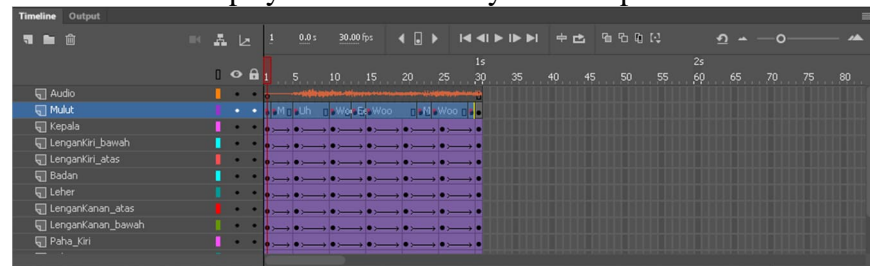 Timeline Output
1 0.0 s 30.00 fps
1s 2s
1 5 10 15 20 25 30 35 40 45 50 55 60 65 70 75 80
Audio
Mulut M Uh Woo Ee Woo M Woo
Kepala
LenganKiri_bawah
LenganKiri_atas
Badan
Leher
LenganKanan_atas
LenganKanan_bawah
Paha_Kiri